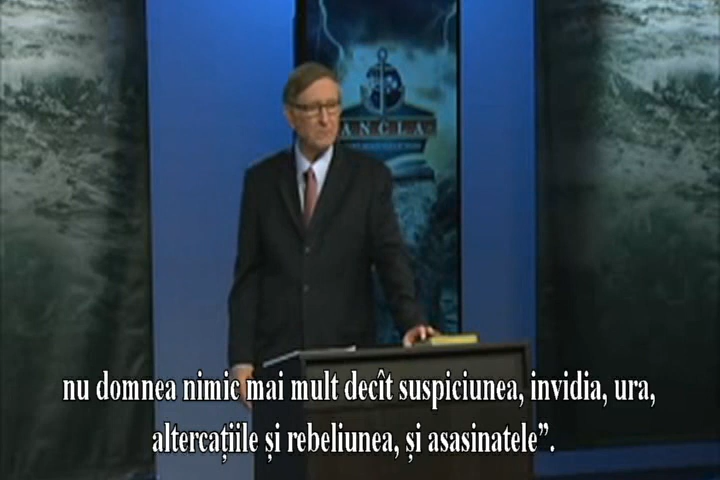 ANCLA
nu domnea nimic mai mult decît suspiciunea, invidia, ura,
altercațiile și rebeliunea, și asasinatele”.